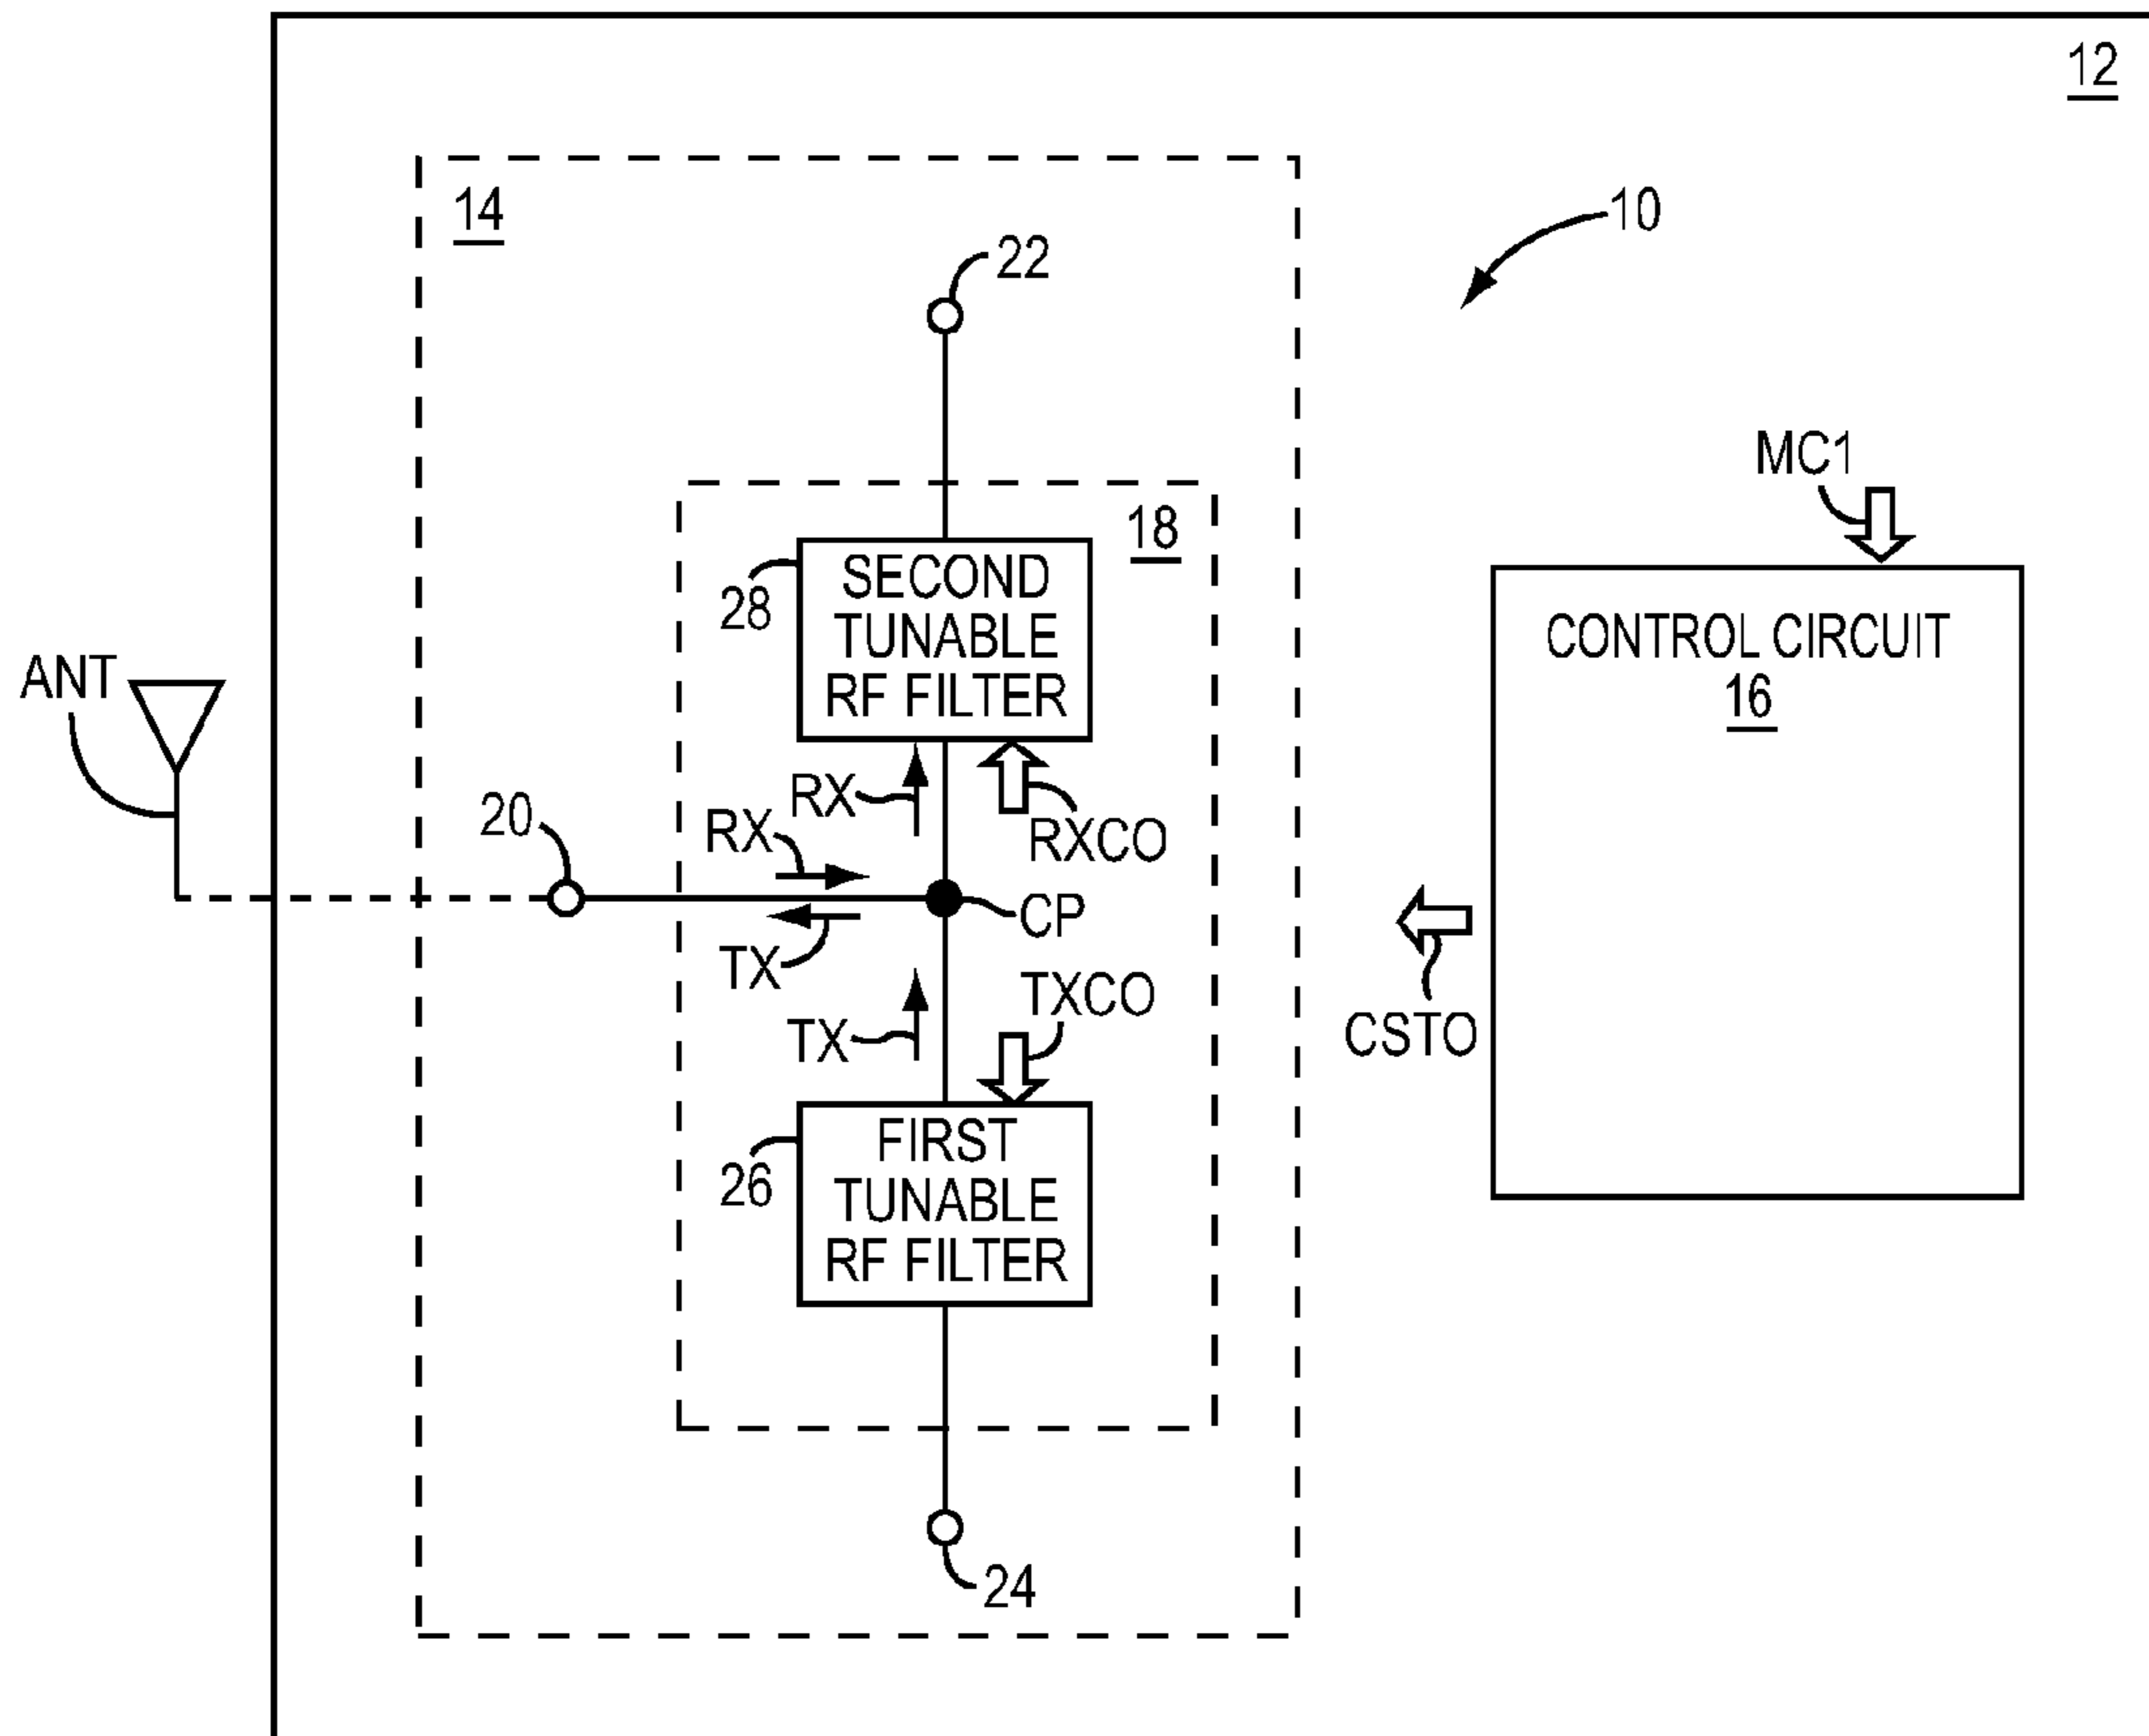 12
14
10
22
MC1
18
28
SECOND
TUNABLE
RF FILTER
CONTROL CIRCUIT
16
ANT
20
RX
RX
RXCO
CP
TX
TXCO
TX
CSTO
26
FIRST
TUNABLE
RF FILTER
24